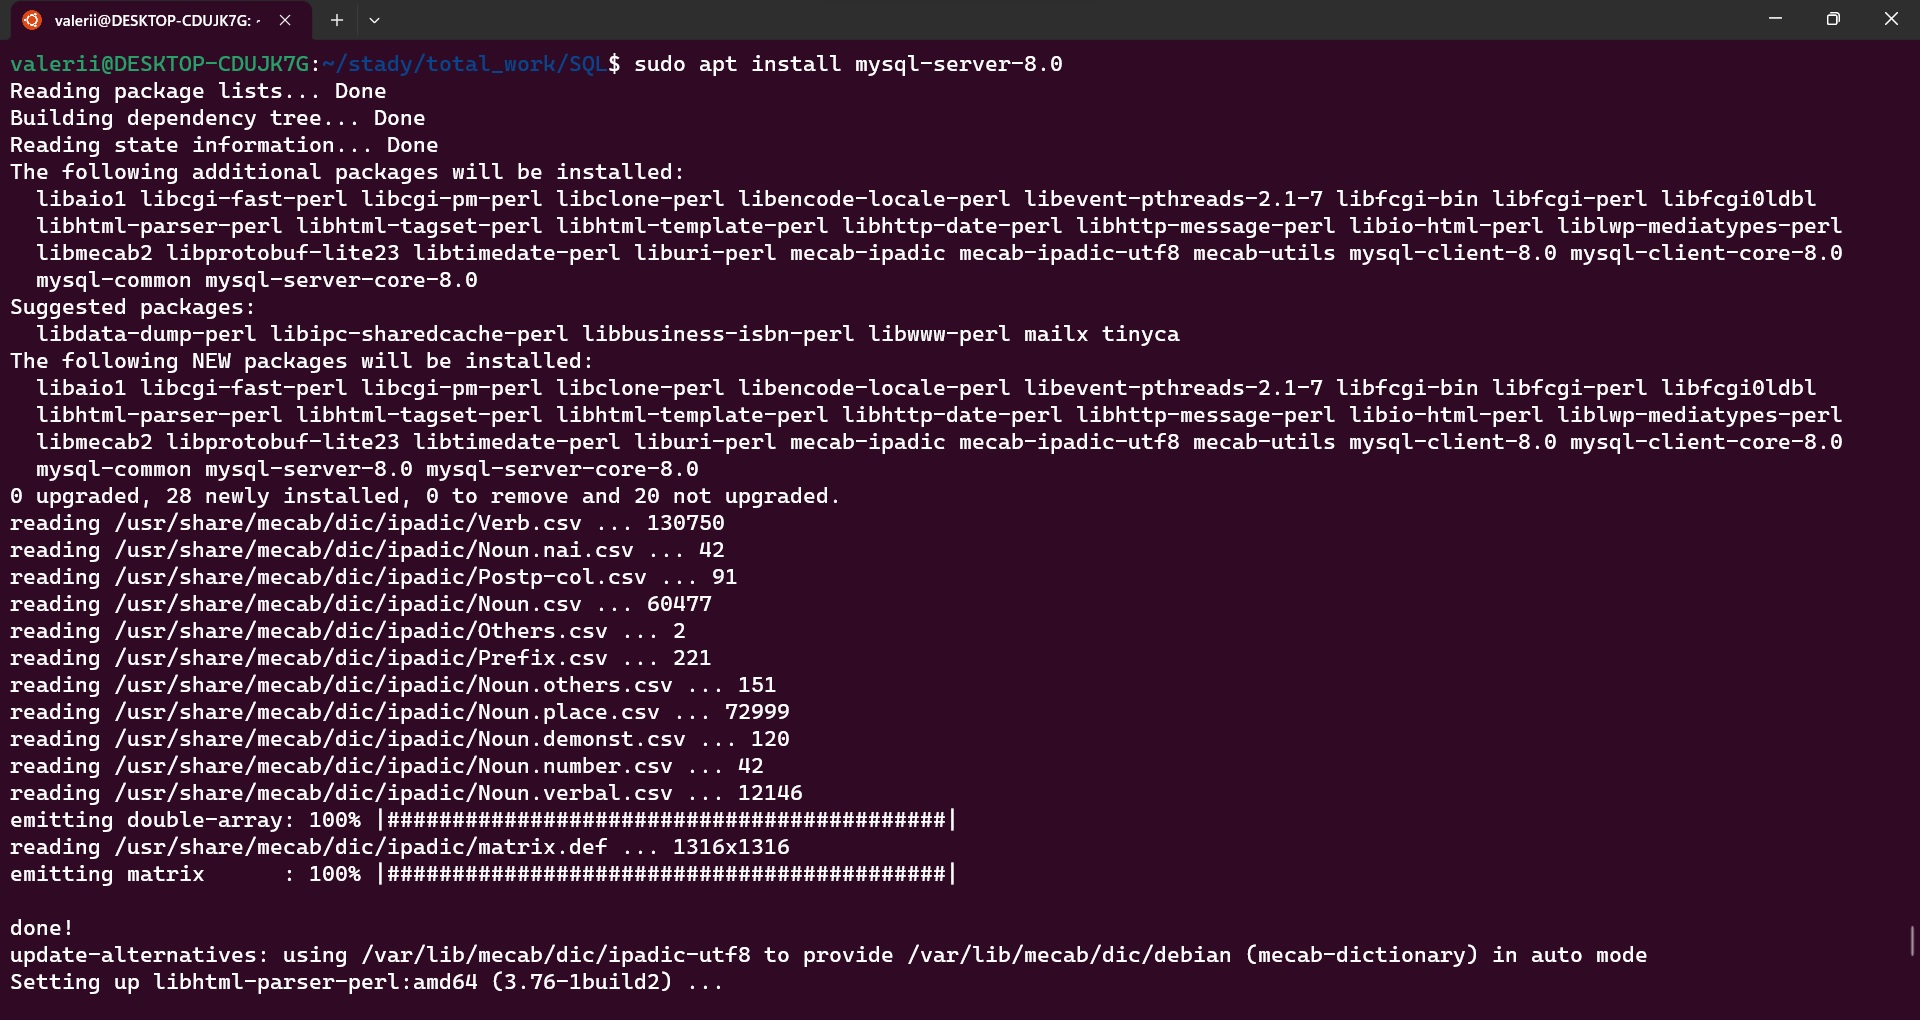 valerii@DESKTOP-CDUJK7G: ~
valerii@DESKTOP-CDUJK7G:~/stady/total_work/SQL$ sudo apt install mysql-server-8.0
Reading package lists... Done
Building dependency tree... Done
Reading state information... Done
The following additional packages will be installed:
  libaio1 libcgi-fast-perl libcgi-pm-perl libclone-perl libencode-locale-perl libevent-pthreads-2.1-7 libfcgi-bin libfcgi-perl libfcgi0ldbl
  libhtml-parser-perl libhtml-tagset-perl libhtml-template-perl libhttp-date-perl libhttp-message-perl libio-html-perl liblwp-mediatypes-perl
  libmecab2 libprotobuf-lite23 libtimedate-perl liburi-perl mecab-ipadic mecab-ipadic-utf8 mecab-utils mysql-client-8.0 mysql-client-core-8.0
  mysql-common mysql-server-core-8.0
Suggested packages:
  libdata-dump-perl libipc-sharedcache-perl libbusiness-isbn-perl libwww-perl mailx tinyca
The following NEW packages will be installed:
  libaio1 libcgi-fast-perl libcgi-pm-perl libclone-perl libencode-locale-perl libevent-pthreads-2.1-7 libfcgi-bin libfcgi-perl libfcgi0ldbl
  libhtml-parser-perl libhtml-tagset-perl libhtml-template-perl libhttp-date-perl libhttp-message-perl libio-html-perl liblwp-mediatypes-perl
  libmecab2 libprotobuf-lite23 libtimedate-perl liburi-perl mecab-ipadic mecab-ipadic-utf8 mecab-utils mysql-client-8.0 mysql-client-core-8.0
  mysql-common mysql-server-8.0 mysql-server-core-8.0
0 upgraded, 28 newly installed, 0 to remove and 20 not upgraded.
reading /usr/share/mecab/dic/ipadic/Verb.csv ... 130750
reading /usr/share/mecab/dic/ipadic/Noun.nai.csv ... 42
reading /usr/share/mecab/dic/ipadic/Postp-col.csv ... 91
reading /usr/share/mecab/dic/ipadic/Noun.csv ... 60477
reading /usr/share/mecab/dic/ipadic/Others.csv ... 2
reading /usr/share/mecab/dic/ipadic/Prefix.csv ... 221
reading /usr/share/mecab/dic/ipadic/Noun.others.csv ... 151
reading /usr/share/mecab/dic/ipadic/Noun.place.csv ... 72999
reading /usr/share/mecab/dic/ipadic/Noun.demonst.csv ... 120
reading /usr/share/mecab/dic/ipadic/Noun.number.csv ... 42
reading /usr/share/mecab/dic/ipadic/Noun.verbal.csv ... 12146
emitting double-array: 100% |###########################################|
reading /usr/share/mecab/dic/ipadic/matrix.def ... 1316x1316
emitting matrix      : 100% |###########################################|
done!
update-alternatives: using /var/lib/mecab/dic/ipadic-utf8 to provide /var/lib/mecab/dic/debian (mecab-dictionary) in auto mode
Setting up libhtml-parser-perl:amd64 (3.76-1build2) ...